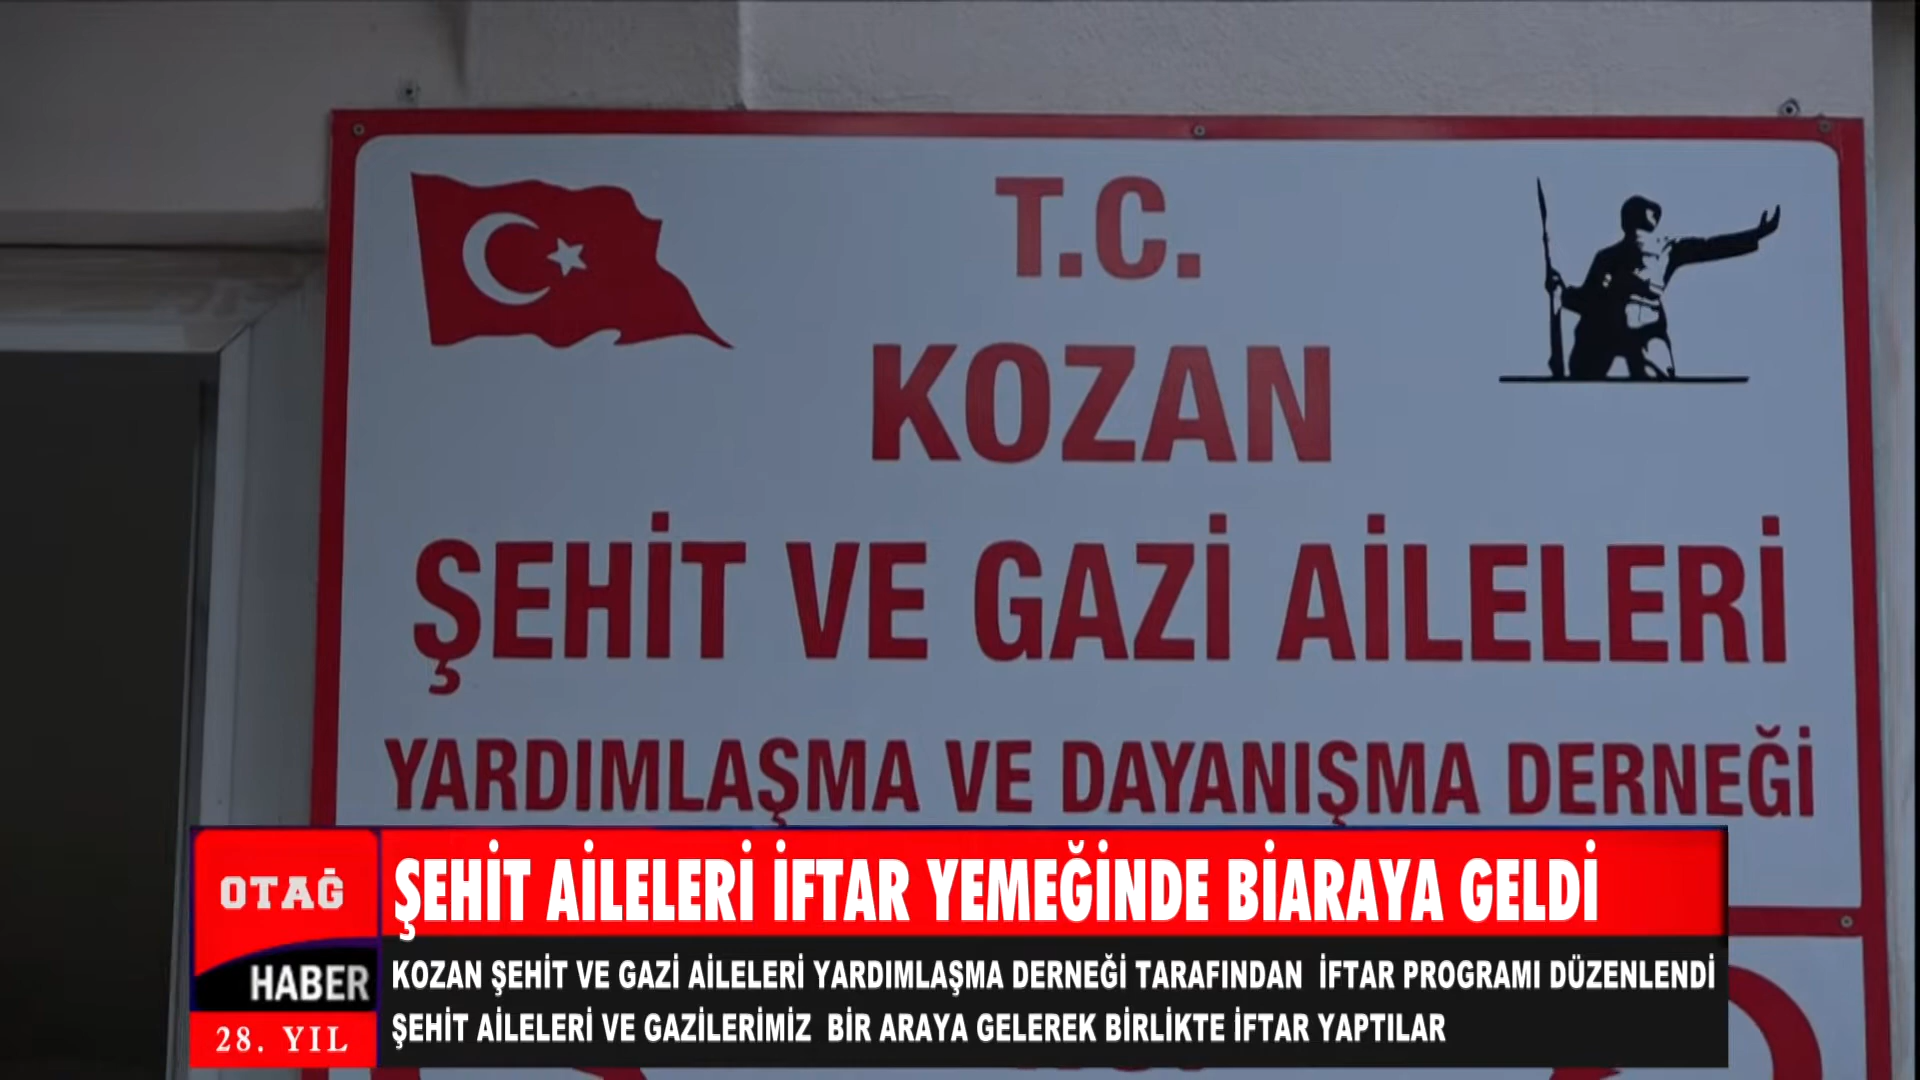 T.C.
KOZAN
ŞEHİT VE GAZİ AİLELERİ
YARDIMLAŞMA VE DAYANIŞMA DERNEĞİ
OTAĞ
HABER
28. YIL
ŞEHİT AİLELERİ İFTAR YEMEĞİNDE BİARAYA GELDİ
KOZAN ŞEHİT VE GAZİ AİLELERİ YARDIMLAŞMA DERNEĞİ TARAFINDAN İFTAR PROGRAMI DÜZENLENDİ
ŞEHİT AİLELERİ VE GAZİLERİMİZ BİR ARAYA GELEREK BİRLİKTE İFTAR YAPTILAR